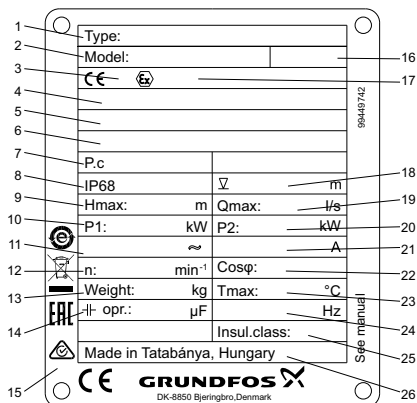 1 Type:
2 Model: 16
3 CE Ex 17
4
5
6
7 P.c
8 IP68 m 18
9 Hmax: m Qmax: l/s 19
10 P1: kW P2: kW 20
11 ~ A 21
12 n: min⁻¹ Cosφ: 22
13 Weight: kg Tmax: °C 23
14 opr.: µF Hz 24
Insul.class: 25
Made in Tatabánya, Hungary 26
15 CE GRUNDFOS X
DK-8850 Bjeringbro,Denmark
99449742
See manual
e
EAC